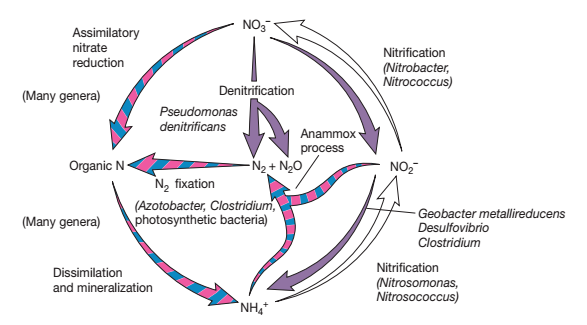 NO₃⁻
Assimilatory
nitrate
reduction
Nitrification
(Nitrobacter,
Nitrococcus)
(Many genera)
Denitrification
Pseudomonas
denitrificans
Anammox
process
Organic N
N₂ + N₂O
NO₂⁻
N₂ fixation
(Azotobacter, Clostridium,
photosynthetic bacteria)
(Many genera)
Geobacter metallireducens
Desulfovibrio
Clostridium
Dissimilation
and mineralization
Nitrification
(Nitrosomonas,
Nitrosococcus)
NH₄⁺